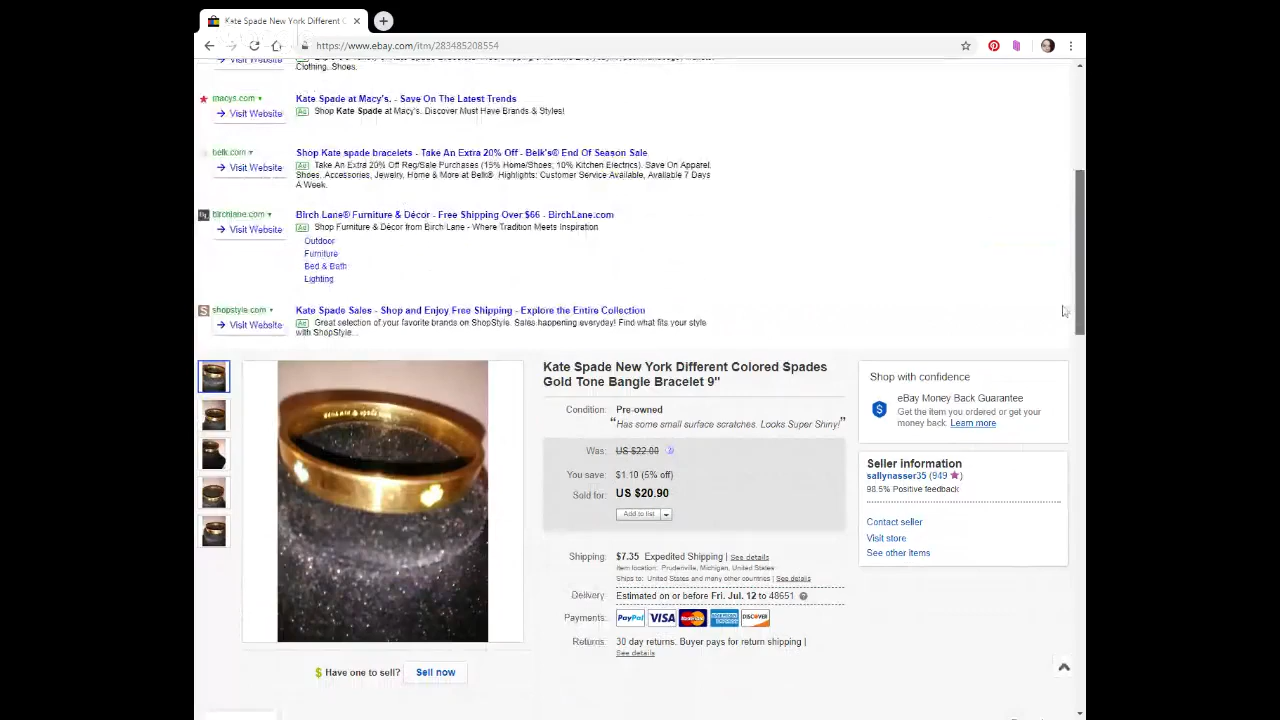 Kate Spade New York Different C
https://www.ebay.com/itm/283485208554
Visit Website
Clothing. Shoes.
macys.com
Kate Spade at Macy's. - Save On The Latest Trends
Visit Website
Ad Shop Kate Spade at Macy's. Discover Must Have Brands & Styles!
belk.com
Shop Kate spade bracelets - Take An Extra 20% Off - Belk's® End Of Season Sale
Visit Website
Ad Take An Extra 20% Off Reg/Sale Purchases (15% Home/Shoes, 10% Kitchen Electrics). Save On Apparel,
Shoes, Accessories, Jewelry, Home & More at Belk® Highlights: Customer Service Available, Available 7 Days
A Week.
birchlane.com
Birch Lane® Furniture & Décor - Free Shipping Over $66 - BirchLane.com
Visit Website
Ad Shop Furniture & Décor from Birch Lane - Where Tradition Meets Inspiration
Outdoor
Furniture
Bed & Bath
Lighting
shopstyle.com
Kate Spade Sales - Shop and Enjoy Free Shipping - Explore the Entire Collection
Visit Website
Ad Great selection of your favorite brands on ShopStyle. Sales happening everyday! Find what fits your style
with ShopStyle...
Kate Spade New York Different Colored Spades
Gold Tone Bangle Bracelet 9"
Condition: Pre-owned
"Has some small surface scratches. Looks Super Shiny!"
Was: US $22.00
You save: $1.10 (5% off)
Sold for: US $20.90
Add to list
Shipping: $7.35 Expedited Shipping | See details
Item location: Prudenville, Michigan, United States
Ships to: United States and many other countries | See details
Delivery: Estimated on or before Fri. Jul. 12 to 48651
Payments: PayPal VISA MasterCard DISCOVER
Returns: 30 day returns. Buyer pays for return shipping |
See details
Have one to sell? Sell now
Shop with confidence
eBay Money Back Guarantee
Get the item you ordered or get your
money back. Learn more
Seller information
sallynasser35 (949)
98.5% Positive feedback
Contact seller
Visit store
See other items